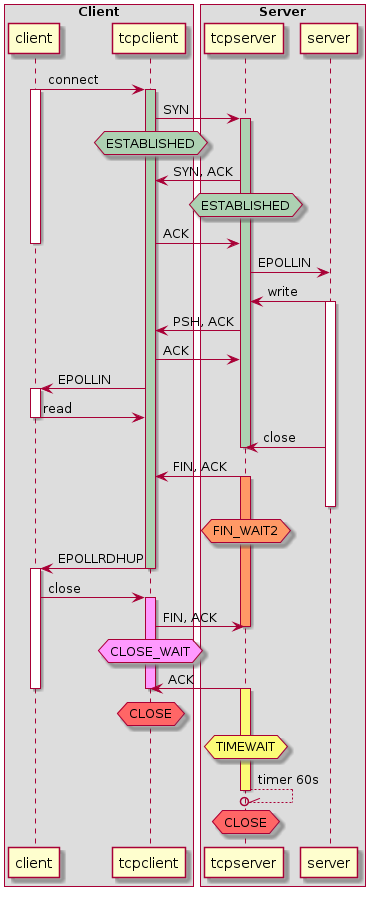 Client
Server
client
tcpclient
tcpserver
server
connect
SYN
ESTABLISHED
SYN, ACK
ESTABLISHED
ACK
EPOLLIN
write
PSH, ACK
ACK
EPOLLIN
read
close
FIN, ACK
FIN_WAIT2
EPOLLRDHUP
close
FIN, ACK
CLOSE_WAIT
ACK
CLOSE
TIMEWAIT
timer 60s
CLOSE
client
tcpclient
tcpserver
server